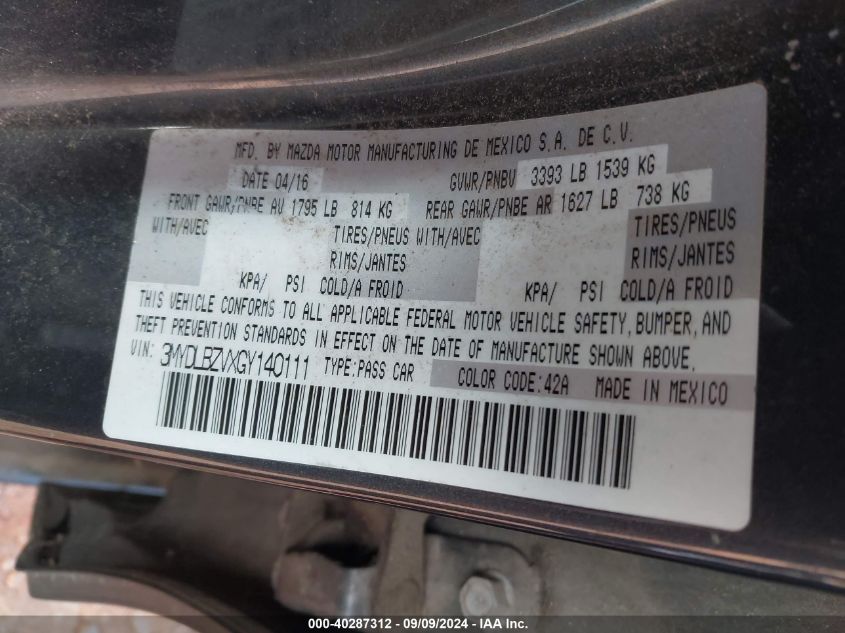 MFD. BY MAZDA MOTOR MANUFACTURING DE MEXICO S.A. DE C.V.
DATE 04/16 GVWR/PNBV 3393 LB 1539 KG
FRONT GAWR/PNBE AV 1795 LB 814 KG REAR GAWR/PNBE AR 1627 LB 738 KG
WITH/AVEC TIRES/PNEUS WITH/AVEC TIRES/PNEUS
RIMS/JANTES RIMS/JANTES
KPA/ PSI COLD/A FROID KPA/ PSI COLD/A FROID
THIS VEHICLE CONFORMS TO ALL APPLICABLE FEDERAL MOTOR VEHICLE SAFETY, BUMPER, AND
THEFT PREVENTION STANDARDS IN EFFECT ON THE DATE OF MANUFACTURE SHOWN ABOVE.
VIN: 3MYDLBZVXGY140111 TYPE:PASS CAR COLOR CODE:42A MADE IN MEXICO
000-40287312 - 09/09/2024 - IAA Inc.